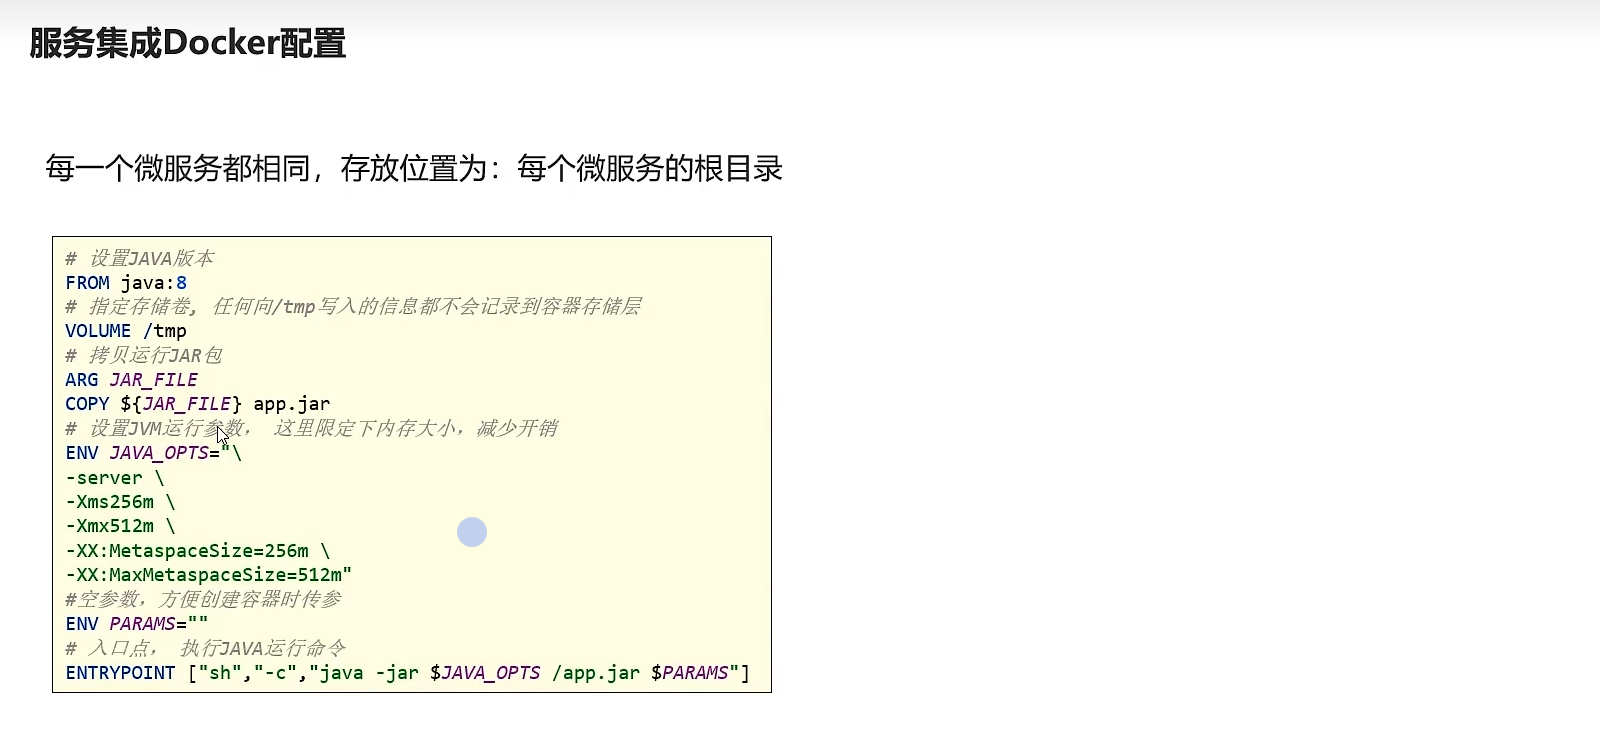 服务集成Docker配置
每一个微服务都相同，存放位置为：每个微服务的根目录
# 设置JAVA版本
FROM java:8
# 指定存储卷, 任何向/tmp写入的信息都不会记录到容器存储层
VOLUME /tmp
# 拷贝运行JAR包
ARG JAR_FILE
COPY ${JAR_FILE} app.jar
# 设置JVM运行参数， 这里限定下内存大小，减少开销
ENV JAVA_OPTS="\
-server \
-Xms256m \
-Xmx512m \
-XX:MetaspaceSize=256m \
-XX:MaxMetaspaceSize=512m"
#空参数，方便创建容器时传参
ENV PARAMS=""
# 入口点， 执行JAVA运行命令
ENTRYPOINT ["sh","-c","java -jar $JAVA_OPTS /app.jar $PARAMS"]